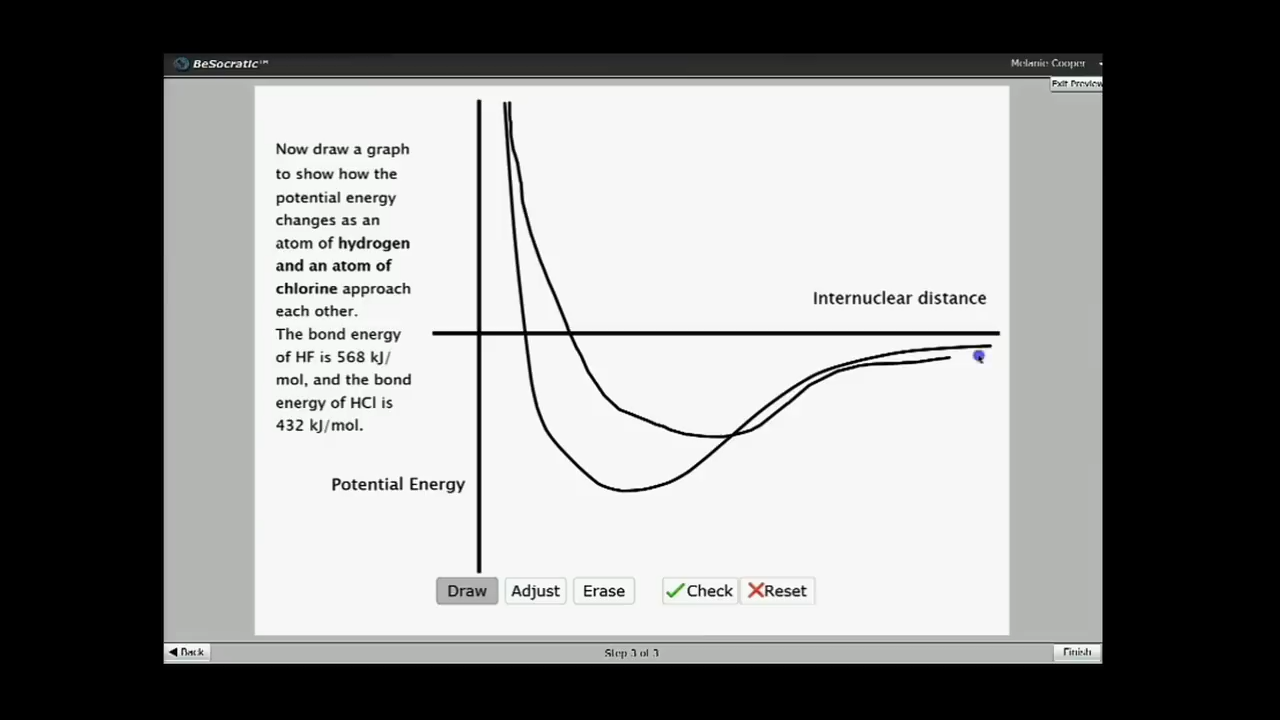 BeSocratic™
Melanie Cooper
Exit Preview
Now draw a graph
to show how the
potential energy
changes as an
atom of hydrogen
and an atom of
chlorine approach
each other.
The bond energy
of HF is 568 kJ/
mol, and the bond
energy of HCl is
432 kJ/mol.
Internuclear distance
Potential Energy
Draw Adjust Erase Check Reset
Back Step 3 of 3 Finish